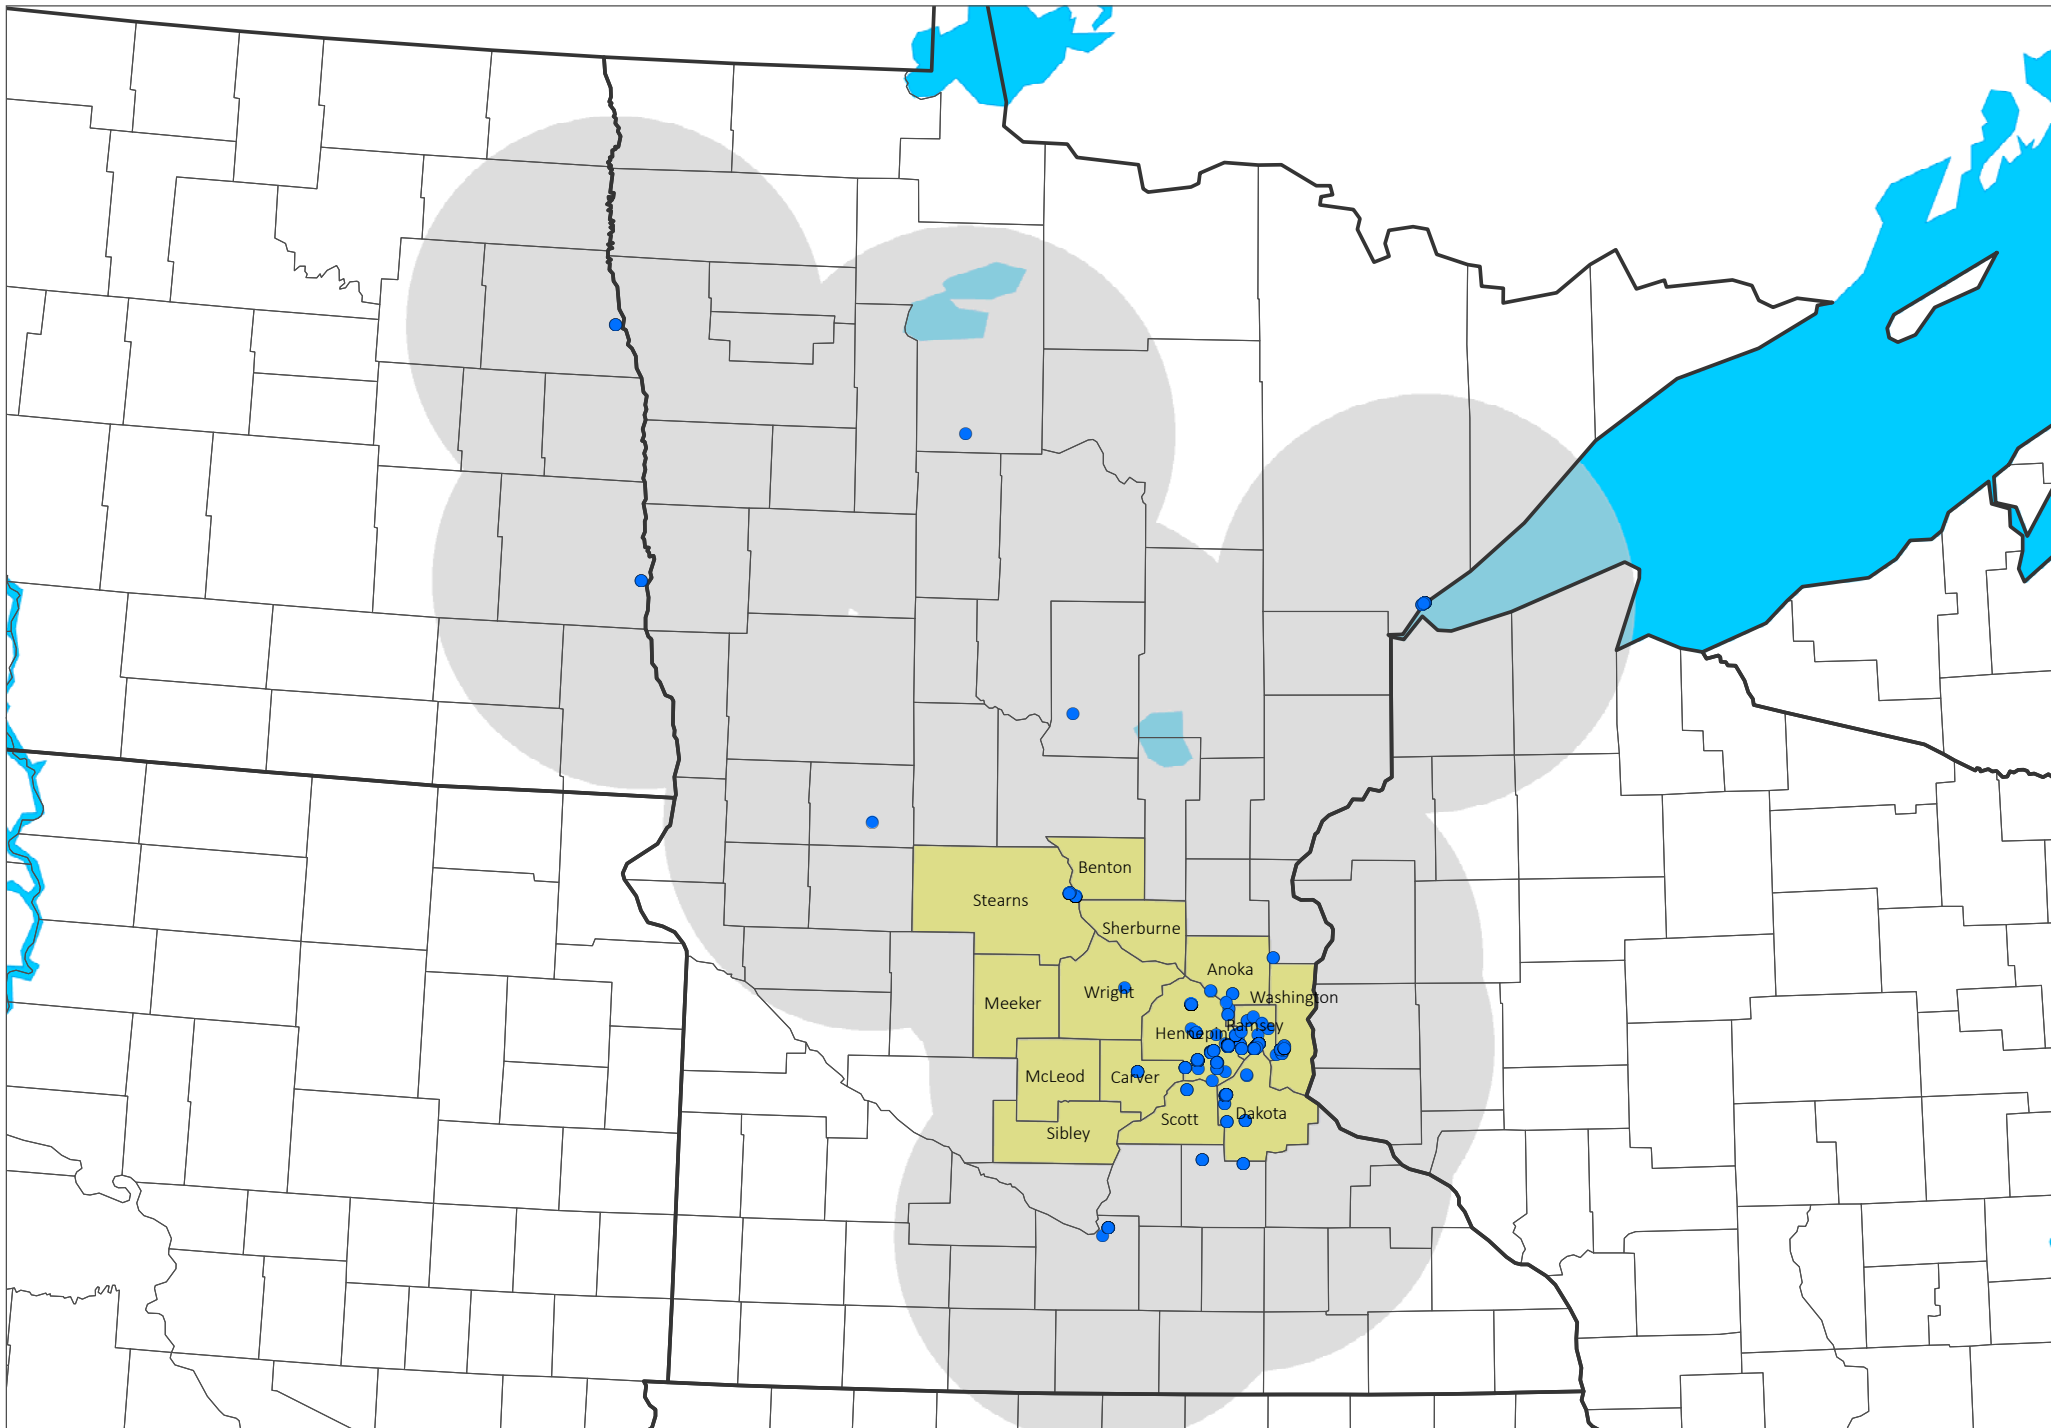 Benton
Stearns
Sherburne
Anoka
Wright
Washington
Meeker
Ramsey
Hennepin
McLeod
Carver
Dakota
Scott
Sibley